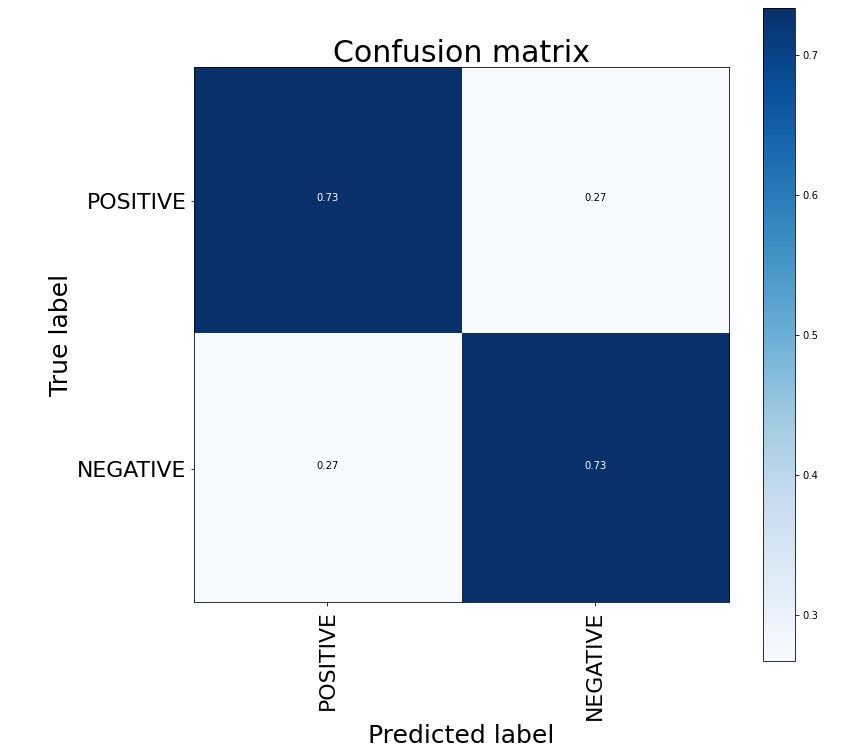 Confusion matrix
0.7
0.6
0.5
0.4
0.3
True label
POSITIVE
0.73
0.27
NEGATIVE
0.27
0.73
POSITIVE
NEGATIVE
Predicted label